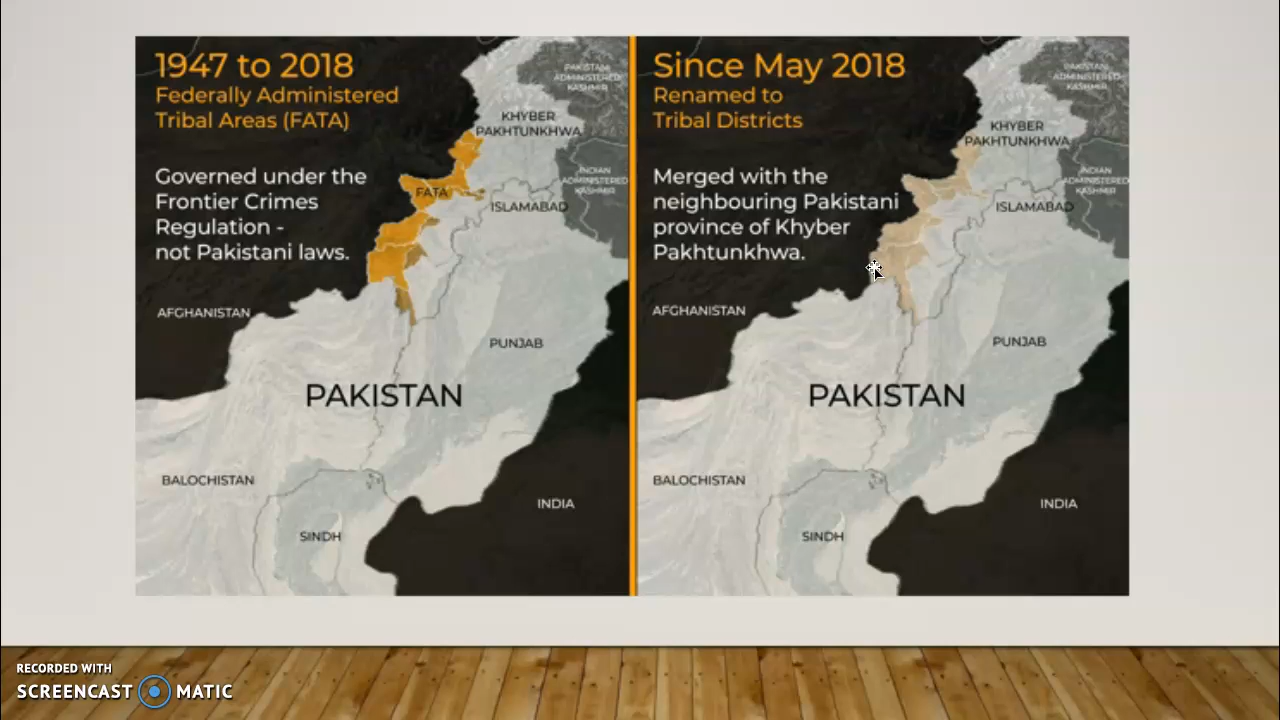 1947 to 2018
Federally Administered
Tribal Areas (FATA)
Governed under the
Frontier Crimes
Regulation -
not Pakistani laws.
PAKISTAN
ADMINISTERED
KASHMIR
KHYBER
PAKHTUNKHWA
INDIAN
ADMINISTERED
KASHMIR
FATA
ISLAMABAD
AFGHANISTAN
PUNJAB
PAKISTAN
BALOCHISTAN
INDIA
SINDH
Since May 2018
Renamed to
Tribal Districts
Merged with the
neighbouring Pakistani
province of Khyber
Pakhtunkhwa.
PAKISTAN
ADMINISTERED
KASHMIR
KHYBER
PAKHTUNKHWA
INDIAN
ADMINISTERED
KASHMIR
ISLAMABAD
AFGHANISTAN
PUNJAB
PAKISTAN
BALOCHISTAN
INDIA
SINDH
RECORDED WITH
SCREENCAST MATIC